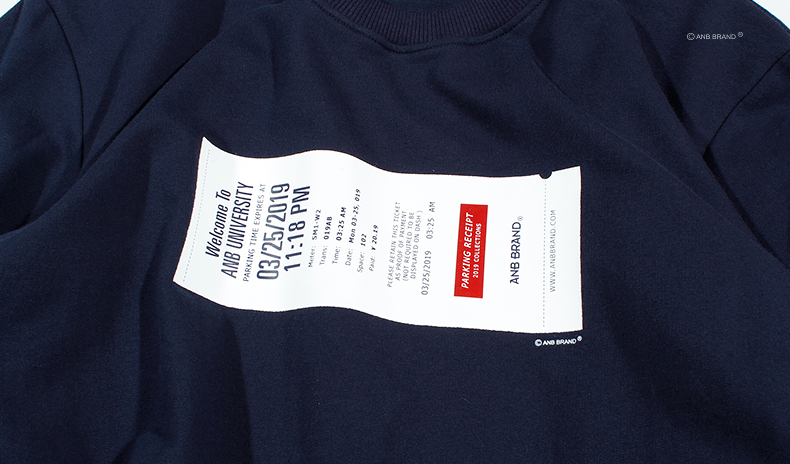 © ANB BRAND ®
Welcome To
ANB UNIVERSITY
PARKING TIME EXPIRES AT
03/25/2019
11:18 PM
Meter: SM1-W2
Trans: 019AB
Time: 03:25 AM
Date: Mon 03-25, 019
Space: 102
Paid: ¥ 20.19
PLEASE RETAIN THIS TICKET
AS PROOF OF PAYMENT
(NOT REQUIRED TO BE
DISPLAYED ON DASH )
03/25/2019 03:25 AM
PARKING RECEIPT
2019 COLLECTIONS
ANB BRAND®
WWW.ANBBRAND.COM
© ANB BRAND ®